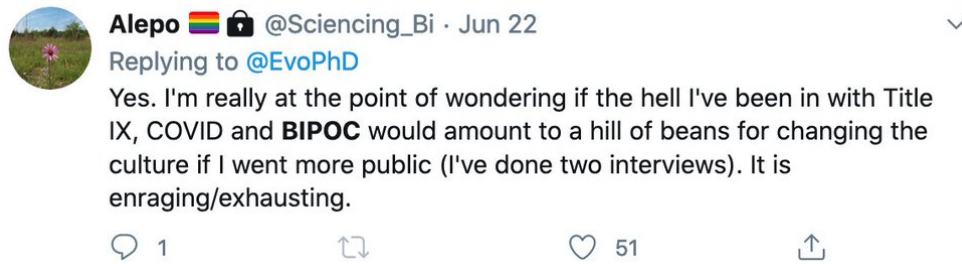 Alepo 🏳️‍🌈 🔒 @Sciencing_Bi · Jun 22
Replying to @EvoPhD
Yes. I'm really at the point of wondering if the hell I've been in with Title
IX, COVID and BIPOC would amount to a hill of beans for changing the
culture if I went more public (I've done two interviews). It is
enraging/exhausting.
1 51